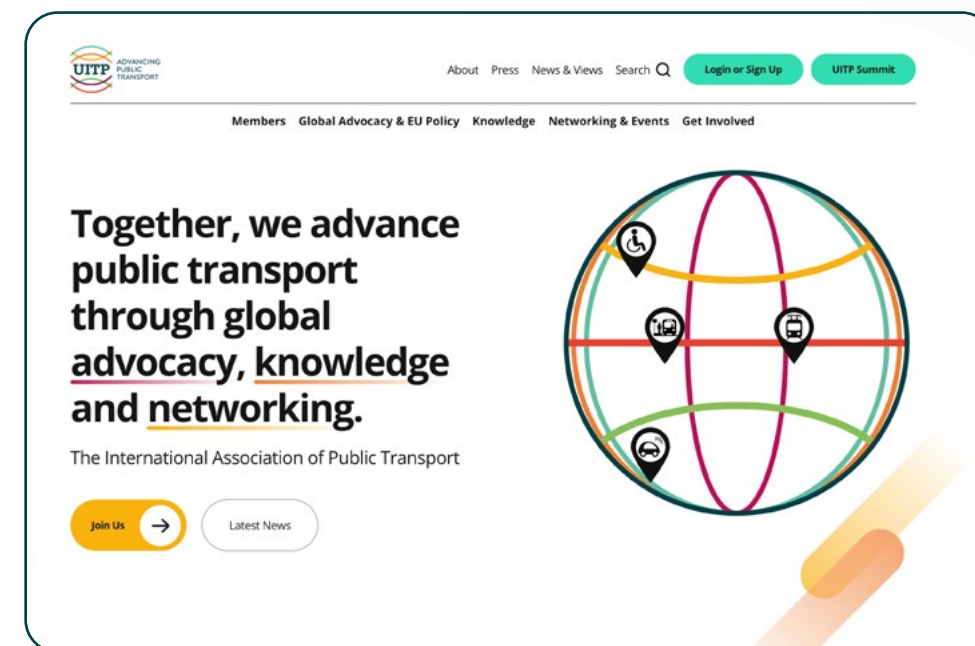 UITP
ADVANCING
PUBLIC
TRANSPORT
About Press News & Views Search Login or Sign Up UITP Summit
Members Global Advocacy & EU Policy Knowledge Networking & Events Get Involved
Together, we advance
public transport
through global
advocacy, knowledge
and networking.
The International Association of Public Transport
Join Us Latest News